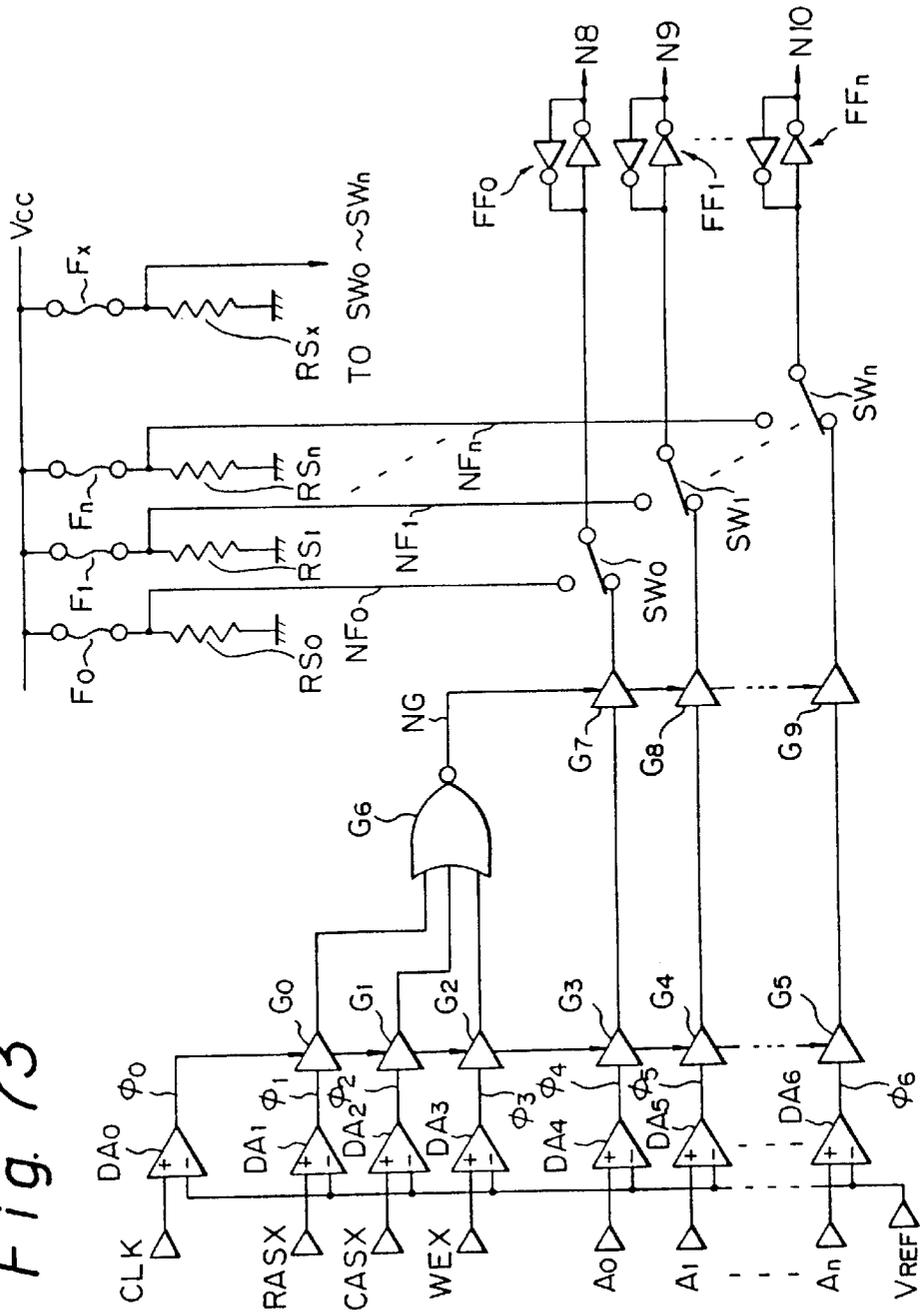 Fig. 73
CLK
DA0
φ0
RASX
DA1
φ1
G0
CASX
DA2
φ2
G1
WEX
DA3
φ3
G2
G6
NG
A0
DA4
φ4
G3
G7
A1
DA5
φ5
G4
G8
An
DA6
φ6
G5
G9
VREF
Vcc
F0
F1
Fn
Fx
RS0
RS1
RSn
RSx
NF0
NF1
NFn
TO SW0 ~SWn
SW0
SW1
SWn
FF0
FF1
FFn
N8
N9
N10